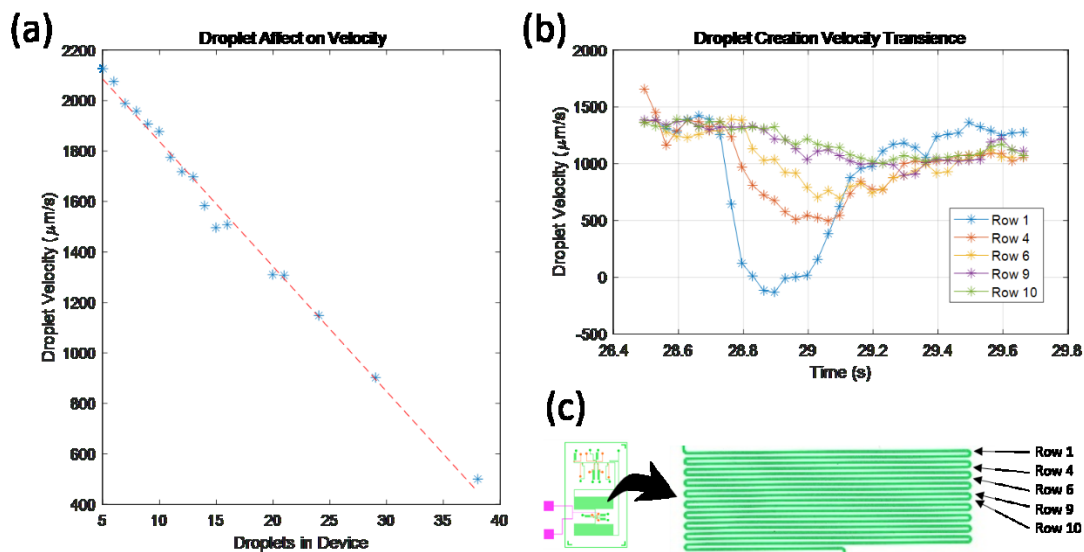 (a)
Droplet Affect on Velocity
2200
2000
1800
1600
1400
1200
1000
800
600
400
Droplet Velocity (μm/s)
5 10 15 20 25 30 35 40
Droplets in Device
(b)
Droplet Creation Velocity Transience
2000
1500
1000
500
0
-500
Droplet Velocity (μm/s)
Row 1
Row 4
Row 6
Row 9
Row 10
28.4 28.6 28.8 29 29.2 29.4 29.6 29.8
Time (s)
(c)
Row 1
Row 4
Row 6
Row 9
Row 10